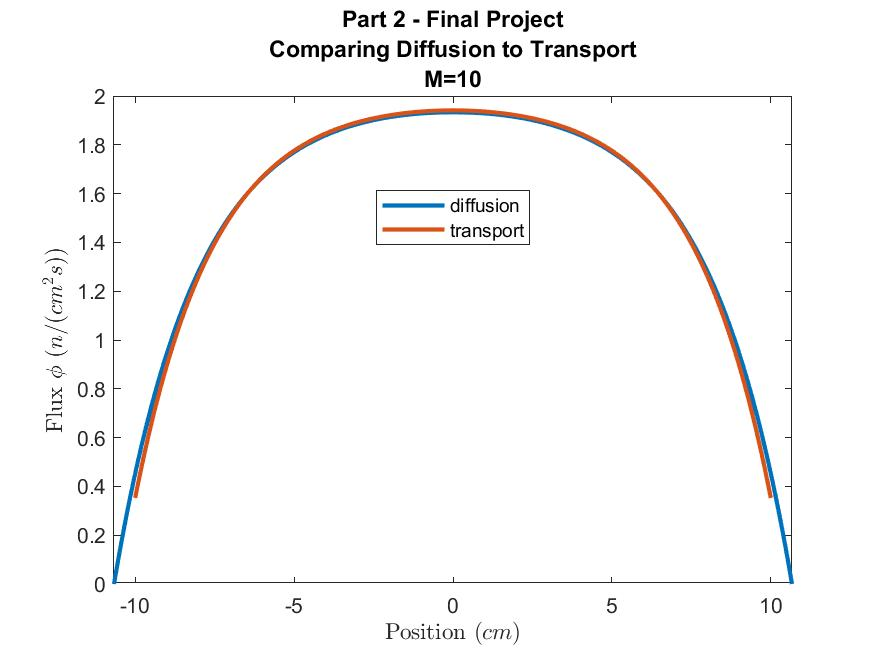 Part 2 - Final Project
Comparing Diffusion to Transport
M=10
2
1.8
1.6
1.4
1.2
1
0.8
0.6
0.4
0.2
0
Flux ϕ (n/(cm²s))
diffusion
transport
-10
-5
0
5
10
Position (cm)